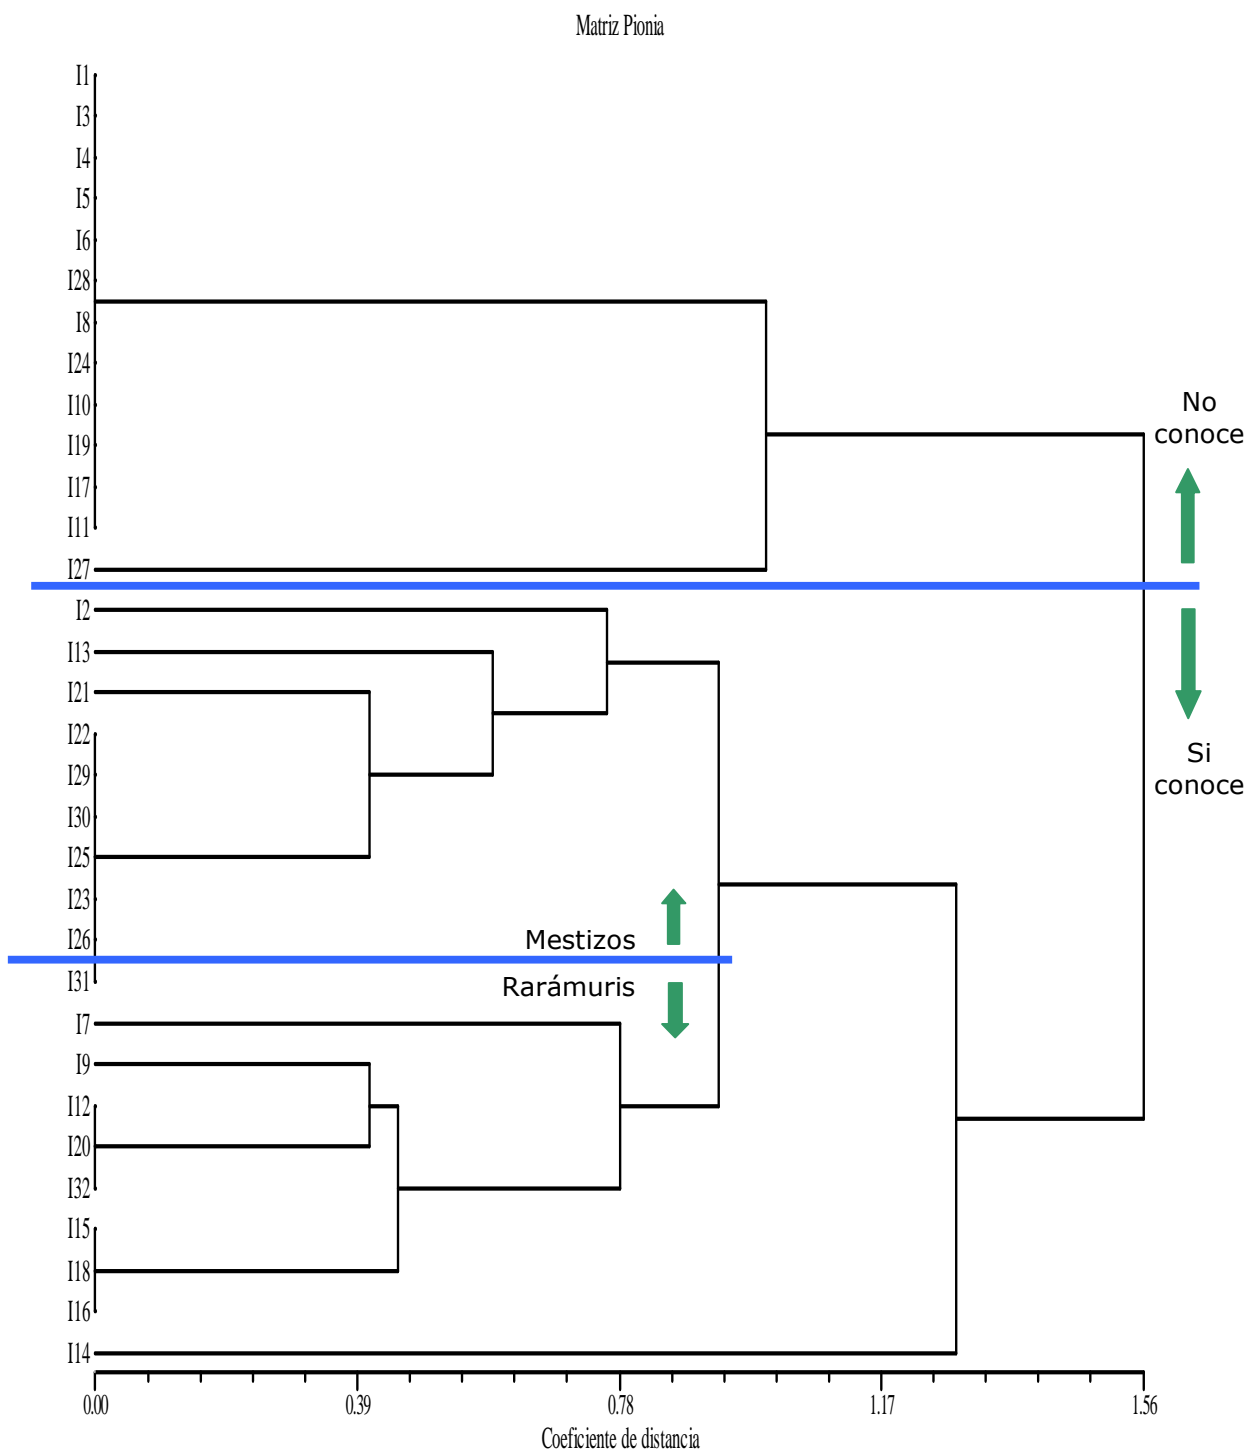 Matriz Pionia
I1
I3
I4
I5
I6
I28
I8
I24
I10
I19
I17
I11
I27
No
conoce
I2
I13
I21
I22
I29
I30
I25
I23
I26
I31
Si
conoce
Mestizos
Rarámuris
I7
I9
I12
I20
I32
I15
I18
I16
I14
0.00 0.39 0.78 1.17 1.56
Coeficiente de distancia